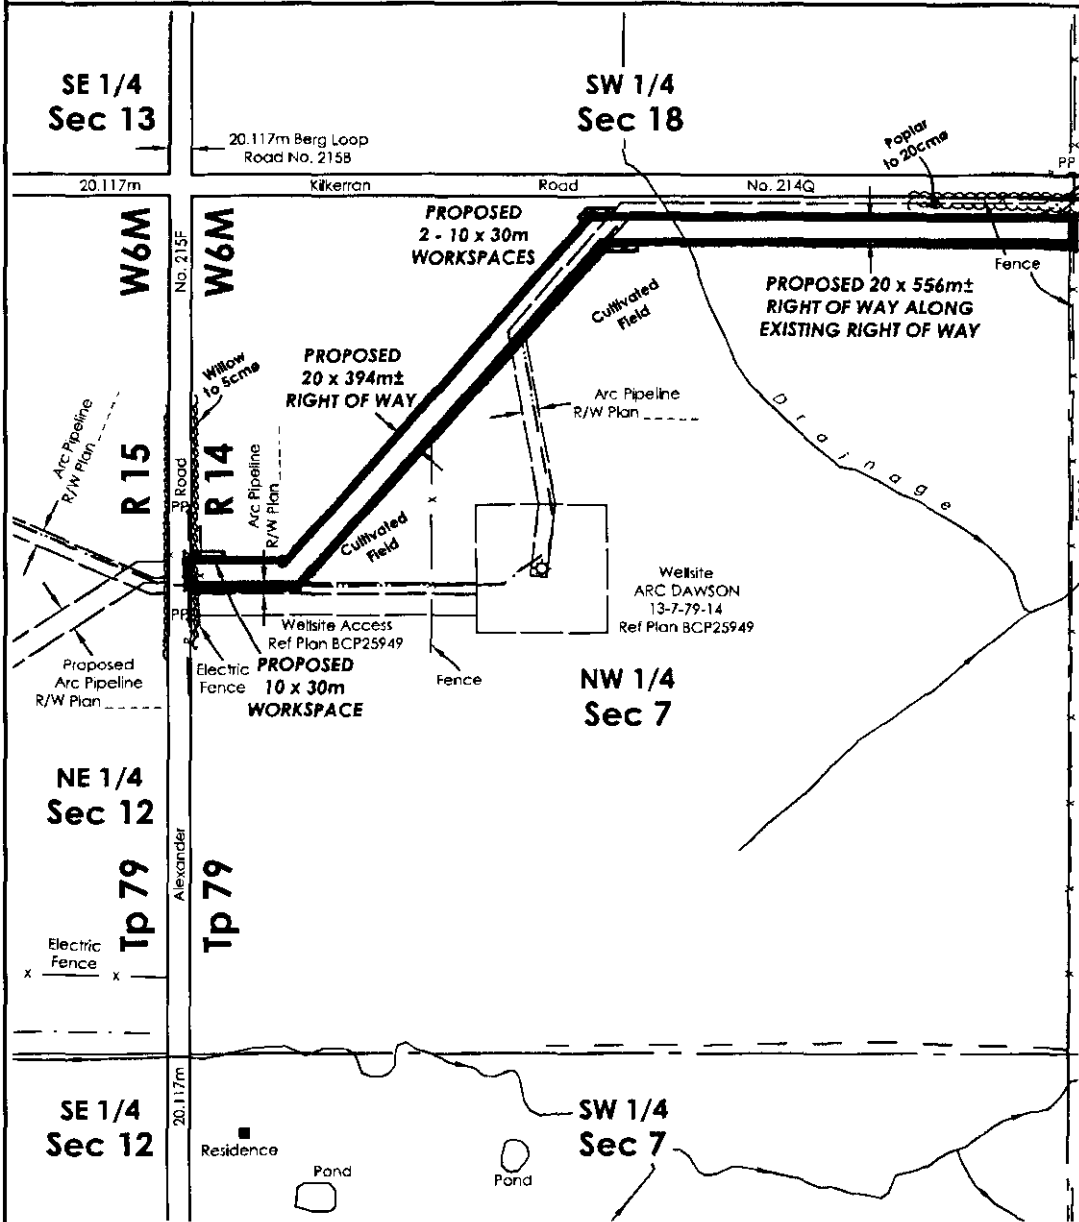 SE 1/4
Sec 13
SW 1/4
Sec 18
20.117m Berg Loop
Road No. 215B
Poplar
to 20cmø
PP
20.117m
Kilkerran
Road
No. 214Q
W6M
No. 215F
W6M
PROPOSED
2 - 10 x 30m
WORKSPACES
Fence
Cultivated
Field
PROPOSED 20 x 556m±
RIGHT OF WAY ALONG
EXISTING RIGHT OF WAY
PROPOSED
20 x 394m±
RIGHT OF WAY
Willow
to 5cmø
Arc Pipeline
R/W Plan
Drainage
Arc Pipeline
R/W Plan
R 15
Road
R 14
Arc Pipeline
R/W Plan
PP
Cultivated
Field
Wellsite
ARC DAWSON
13-7-79-14
Ref Plan BCP25949
PP
Wellsite Access
Ref Plan BCP25949
Proposed
Arc Pipeline
R/W Plan
Electric
Fence
PROPOSED
10 x 30m
WORKSPACE
Fence
NW 1/4
Sec 7
NE 1/4
Sec 12
Tp 79
Alexander
Tp 79
Electric
Fence
SE 1/4
Sec 12
20.117m
SW 1/4
Sec 7
Residence
Pond
Pond